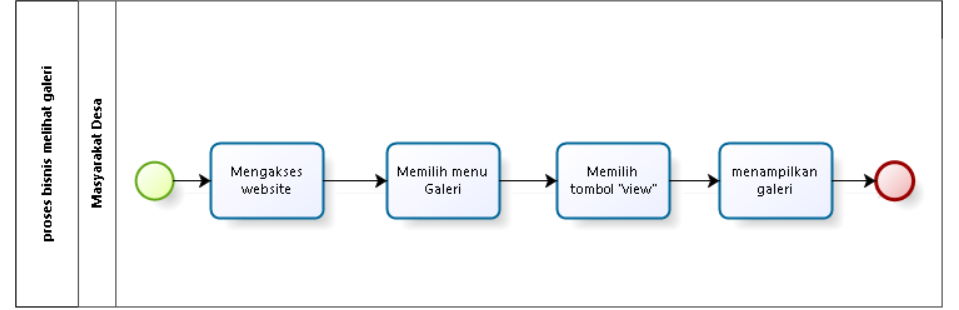 proses bisnis melihat galeri
Masyarakat Desa
Mengakses
website
Memilih menu
Galeri
Memilih
tombol "view"
menampilkan
galeri